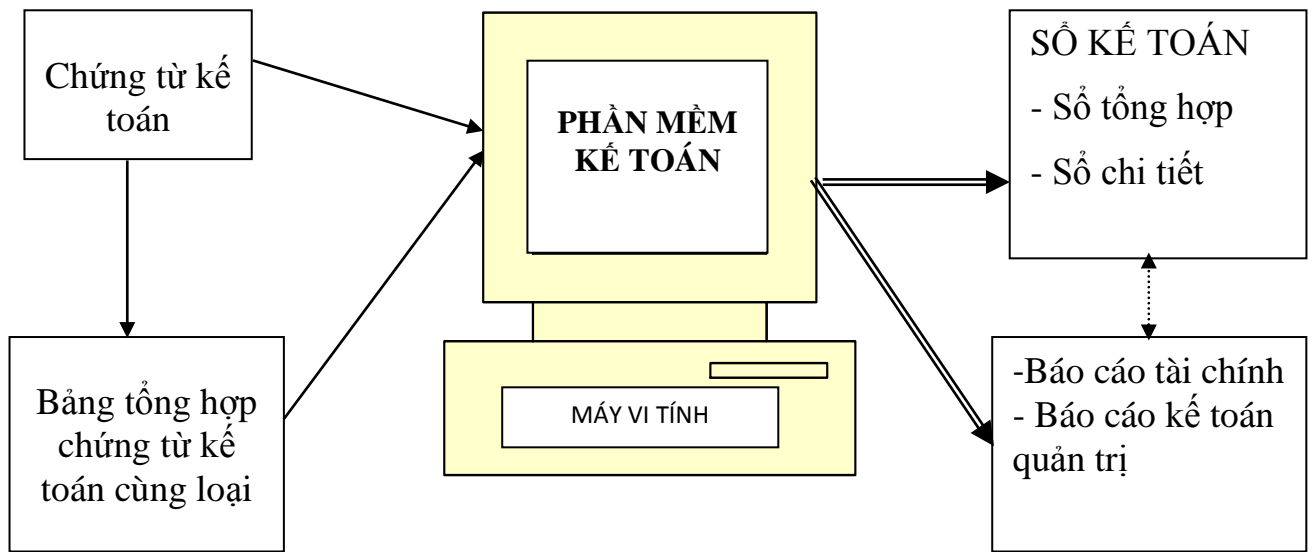 Chứng từ kế
toán
Bảng tổng hợp
chứng từ kế
toán cùng loại
PHẦN MỀM
KẾ TOÁN
MÁY VI TÍNH
SỔ KẾ TOÁN
- Sổ tổng hợp
- Sổ chi tiết
-Báo cáo tài chính
- Báo cáo kế toán
quản trị